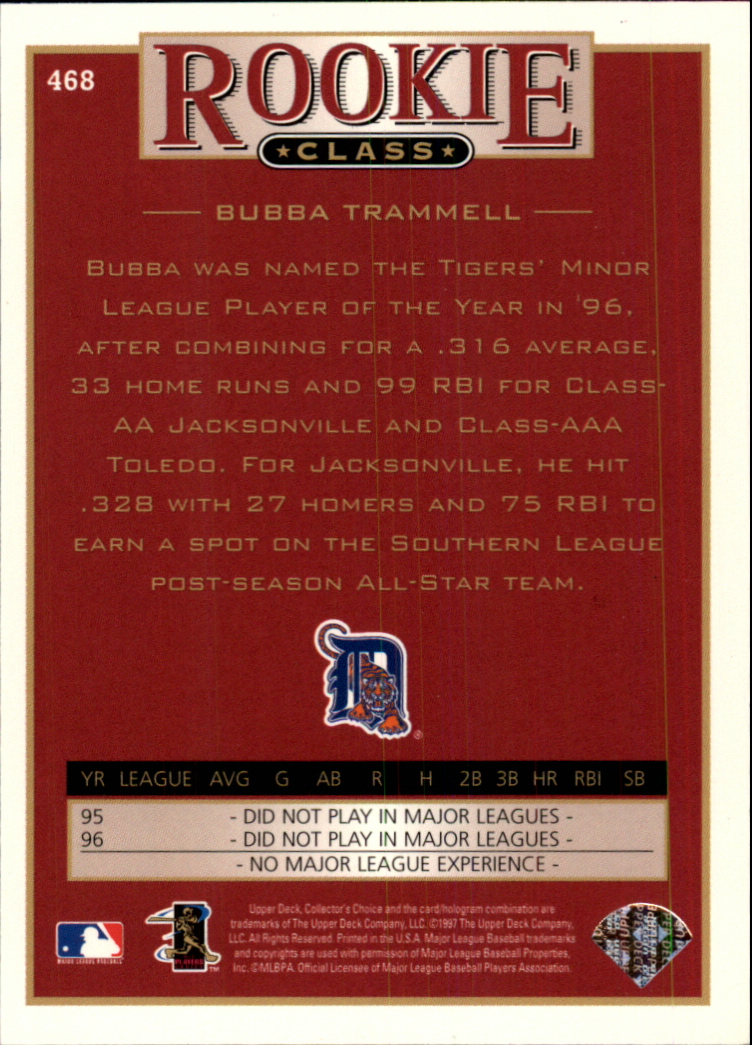 468
ROOKIE
★CLASS★
BUBBA TRAMMELL
BUBBA WAS NAMED THE TIGERS' MINOR
LEAGUE PLAYER OF THE YEAR IN '96,
AFTER COMBINING FOR A .316 AVERAGE,
33 HOME RUNS AND 99 RBI FOR CLASS-
AA JACKSONVILLE AND CLASS-AAA
TOLEDO. FOR JACKSONVILLE, HE HIT
.328 WITH 27 HOMERS AND 75 RBI TO
EARN A SPOT ON THE SOUTHERN LEAGUE
POST-SEASON ALL-STAR TEAM.
D
®
YR LEAGUE AVG G AB R H 2B 3B HR RBI SB
95 - DID NOT PLAY IN MAJOR LEAGUES -
96 - DID NOT PLAY IN MAJOR LEAGUES -
- NO MAJOR LEAGUE EXPERIENCE -
Upper Deck, Collector's Choice and the card/hologram combination are
trademarks of The Upper Deck Company, LLC. ©1997 The Upper Deck Company,
LLC. All Rights Reserved. Printed in the U.S.A. Major League Baseball trademarks
and copyrights are used with permission of Major League Baseball Properties,
Inc. ©MLBPA. Official Licensee of Major League Baseball Players Association.
MAJOR LEAGUE BASEBALL
PLAYERS
TM